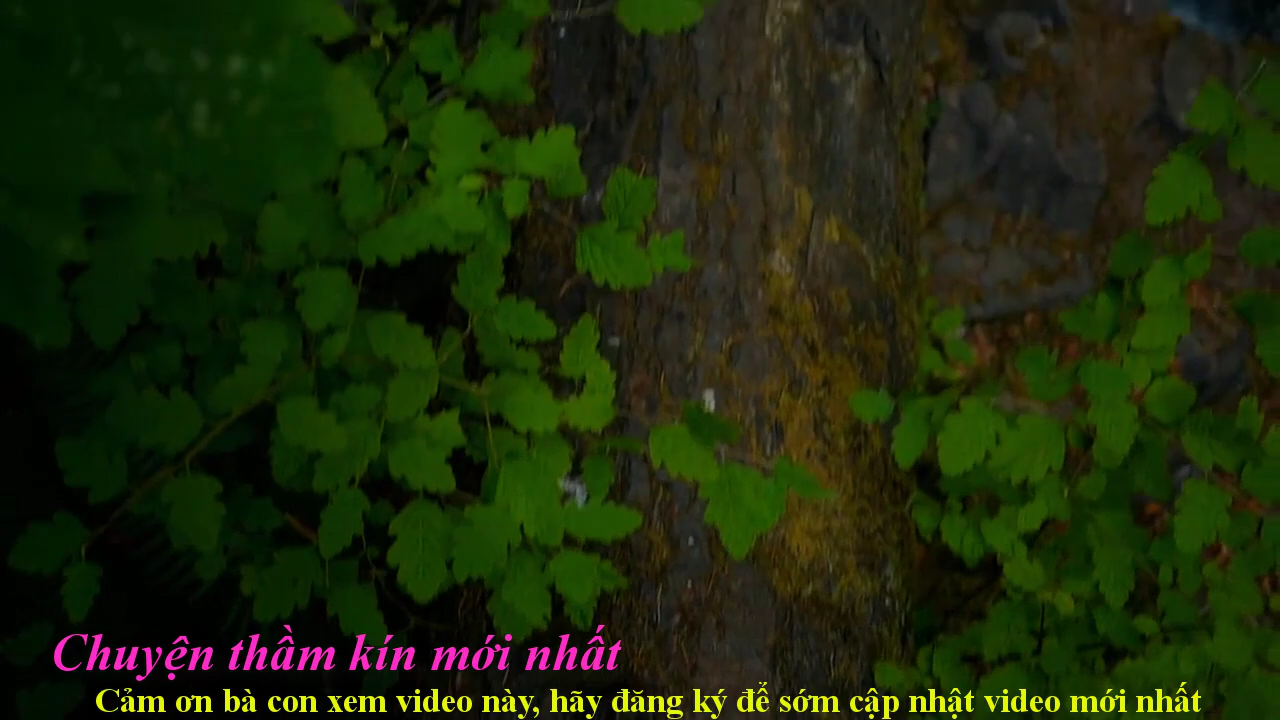 Chuyện thầm kín mới nhất
Cảm ơn bà con xem video này, hãy đăng ký để sớm cập nhật video mới nhất